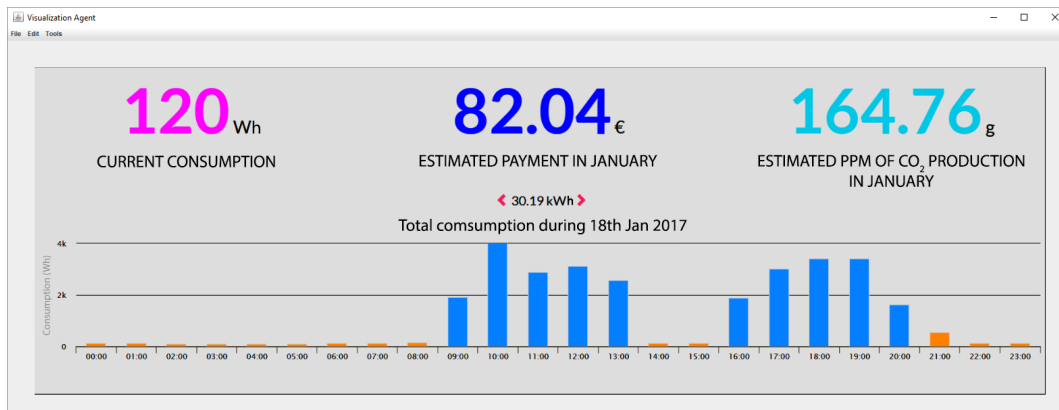 Visualization Agent
File Edit Tools
120 Wh
CURRENT CONSUMPTION
82.04 €
ESTIMATED PAYMENT IN JANUARY
164.76 g
ESTIMATED PPM OF CO2 PRODUCTION
IN JANUARY
30.19 kWh
Total comsumption during 18th Jan 2017
Consumption (Wh)
4k
2k
0
00:00 01:00 02:00 03:00 04:00 05:00 06:00 07:00 08:00 09:00 10:00 11:00 12:00 13:00 14:00 15:00 16:00 17:00 18:00 19:00 20:00 21:00 22:00 23:00